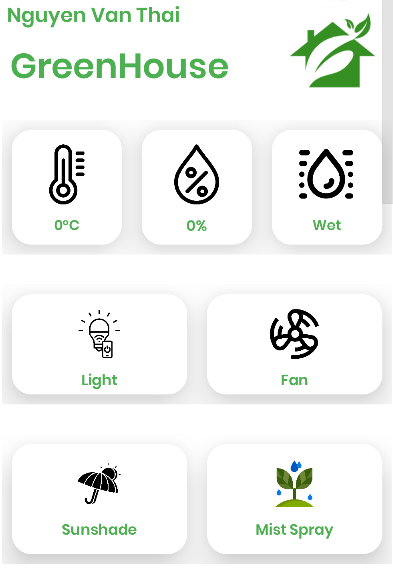 Nguyen Van Thai
GreenHouse
0°C
0%
Wet
Light
Fan
Sunshade
Mist Spray